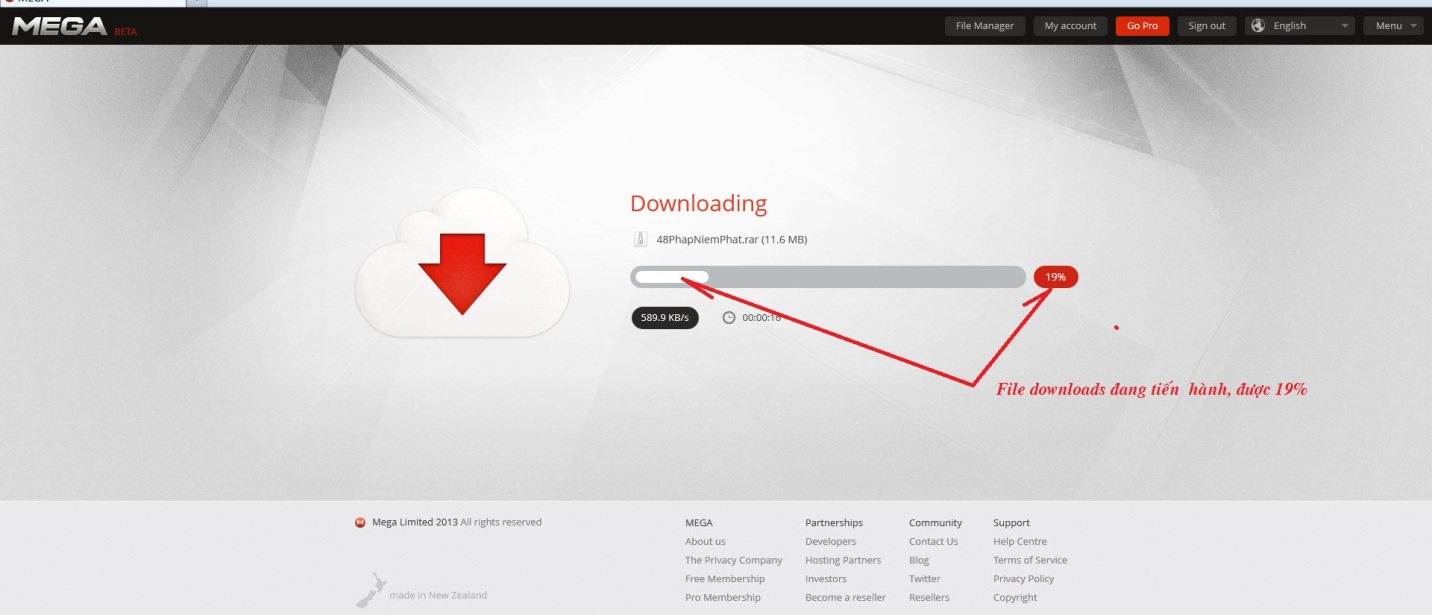 MEGA BETA
File Manager My account Go Pro Sign out English Menu
Downloading
48PhapNiemPhat.rar (11.6 MB)
19%
589.9 KB/s 00:00:16
File downloads đang tiến hành, được 19%
Mega Limited 2013 All rights reserved
made in New Zealand
MEGA
About us
The Privacy Company
Free Membership
Pro Membership
Partnerships
Developers
Hosting Partners
Investors
Become a reseller
Community
Contact Us
Blog
Twitter
Resellers
Support
Help Centre
Terms of Service
Privacy Policy
Copyright